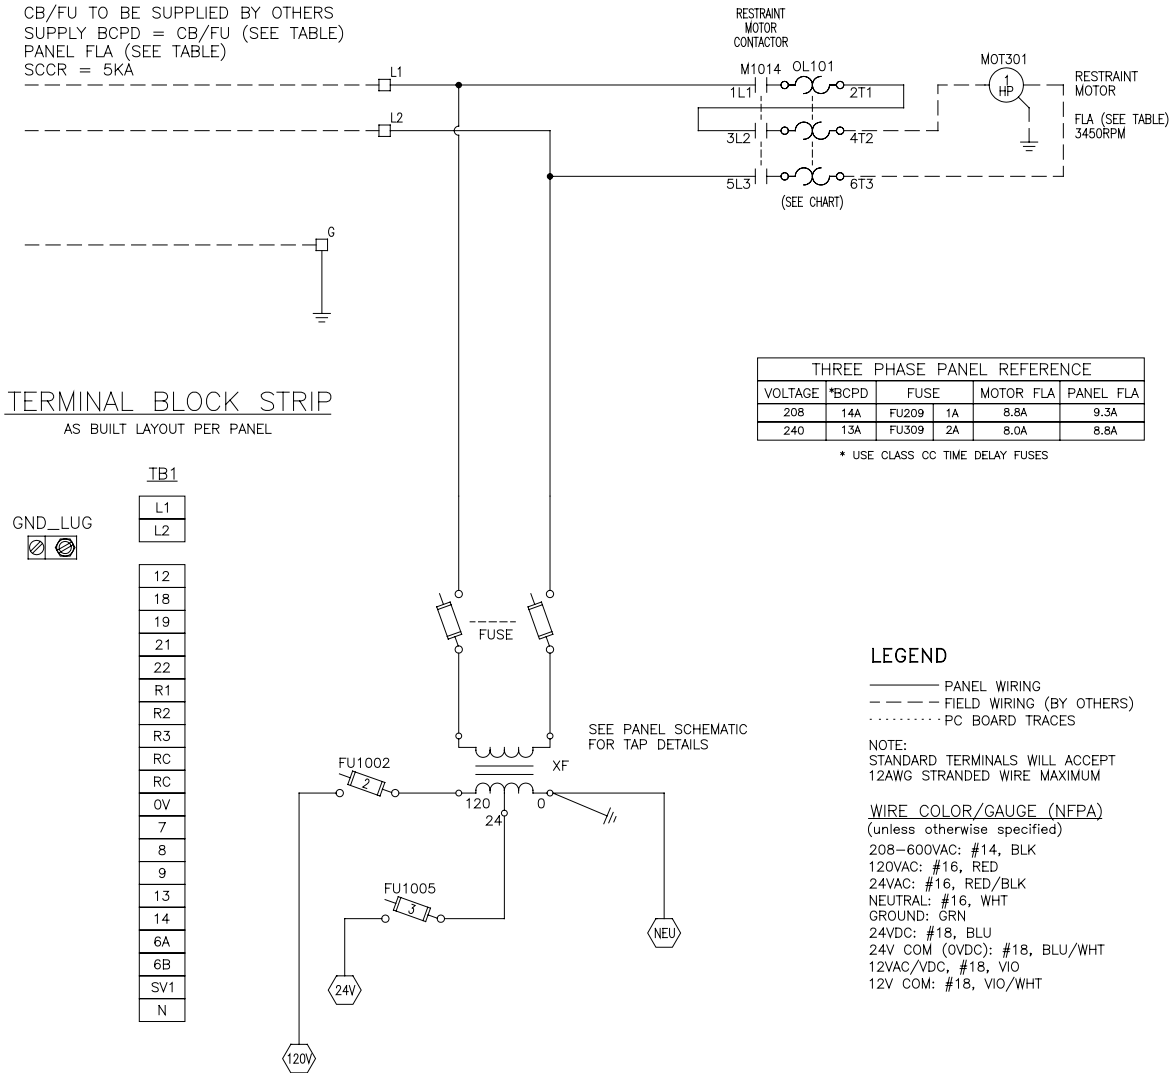 CB/FU TO BE SUPPLIED BY OTHERS
SUPPLY BCPD = CB/FU (SEE TABLE)
PANEL FLA (SEE TABLE)
SCCR = 5KA
L1
L2
G
RESTRAINT
MOTOR
CONTACTOR
M1014 OL101
1L1 2T1
3L2 4T2
5L3 6T3
(SEE CHART)
MOT301
1
HP
RESTRAINT
MOTOR
FLA (SEE TABLE)
3450RPM
THREE PHASE PANEL REFERENCE
VOLTAGE *BCPD FUSE MOTOR FLA PANEL FLA
208 14A FU209 1A 8.8A 9.3A
240 13A FU309 2A 8.0A 8.8A
* USE CLASS CC TIME DELAY FUSES
TERMINAL BLOCK STRIP
AS BUILT LAYOUT PER PANEL
TB1
GND_LUG
L1
L2
12
18
19
21
22
R1
R2
R3
RC
RC
0V
7
8
9
13
14
6A
6B
SV1
N
FUSE
SEE PANEL SCHEMATIC
FOR TAP DETAILS
XF
FU1002
2
120
0
24
FU1005
3
NEU
24V
120V
LEGEND
PANEL WIRING
FIELD WIRING (BY OTHERS)
PC BOARD TRACES
NOTE:
STANDARD TERMINALS WILL ACCEPT
12AWG STRANDED WIRE MAXIMUM
WIRE COLOR/GAUGE (NFPA)
(unless otherwise specified)
208-600VAC: #14, BLK
120VAC: #16, RED
24VAC: #16, RED/BLK
NEUTRAL: #16, WHT
GROUND: GRN
24VDC: #18, BLU
24V COM (0VDC): #18, BLU/WHT
12VAC/VDC, #18, VIO
12V COM: #18, VIO/WHT